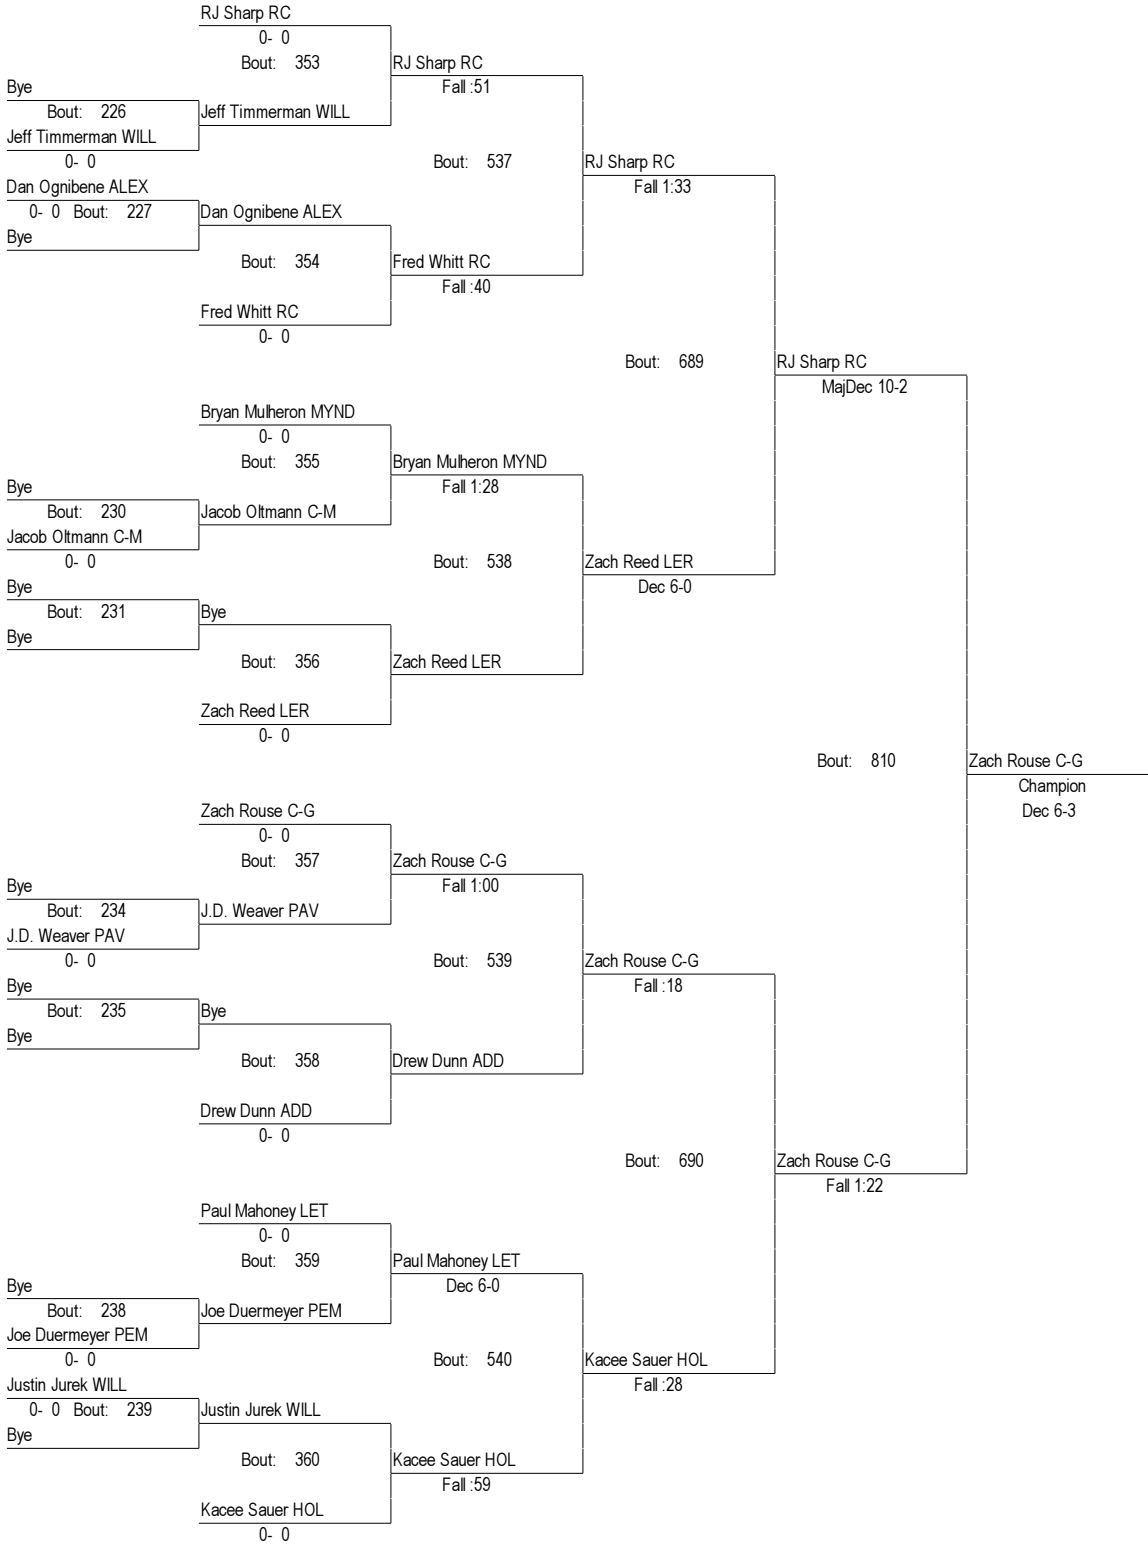 RJ Sharp RC
0- 0
Bout: 353
RJ Sharp RC
Bye
Fall :51
Bout: 226
Jeff Timmerman WILL
Jeff Timmerman WILL
0- 0
Bout: 537
RJ Sharp RC
Dan Ognibene ALEX
Fall 1:33
0- 0 Bout: 227
Dan Ognibene ALEX
Bye
Bout: 354
Fred Whitt RC
Fall :40
Fred Whitt RC
0- 0
Bout: 689
RJ Sharp RC
MajDec 10-2
Bryan Mulheron MYND
0- 0
Bout: 355
Bryan Mulheron MYND
Bye
Fall 1:28
Bout: 230
Jacob Oltmann C-M
Jacob Oltmann C-M
0- 0
Bout: 538
Zach Reed LER
Bye
Dec 6-0
Bout: 231
Bye
Bye
Bout: 356
Zach Reed LER
Zach Reed LER
0- 0
Bout: 810
Zach Rouse C-G
Champion
Dec 6-3
Zach Rouse C-G
0- 0
Bout: 357
Zach Rouse C-G
Bye
Fall 1:00
Bout: 234
J.D. Weaver PAV
J.D. Weaver PAV
0- 0
Bout: 539
Zach Rouse C-G
Bye
Fall :18
Bout: 235
Bye
Bye
Bout: 358
Drew Dunn ADD
Drew Dunn ADD
0- 0
Bout: 690
Zach Rouse C-G
Fall 1:22
Paul Mahoney LET
0- 0
Bout: 359
Paul Mahoney LET
Bye
Dec 6-0
Bout: 238
Joe Duermeyer PEM
Joe Duermeyer PEM
0- 0
Bout: 540
Kacee Sauer HOL
Justin Jurek WILL
Fall :28
0- 0 Bout: 239
Justin Jurek WILL
Bye
Bout: 360
Kacee Sauer HOL
Fall :59
Kacee Sauer HOL
0- 0